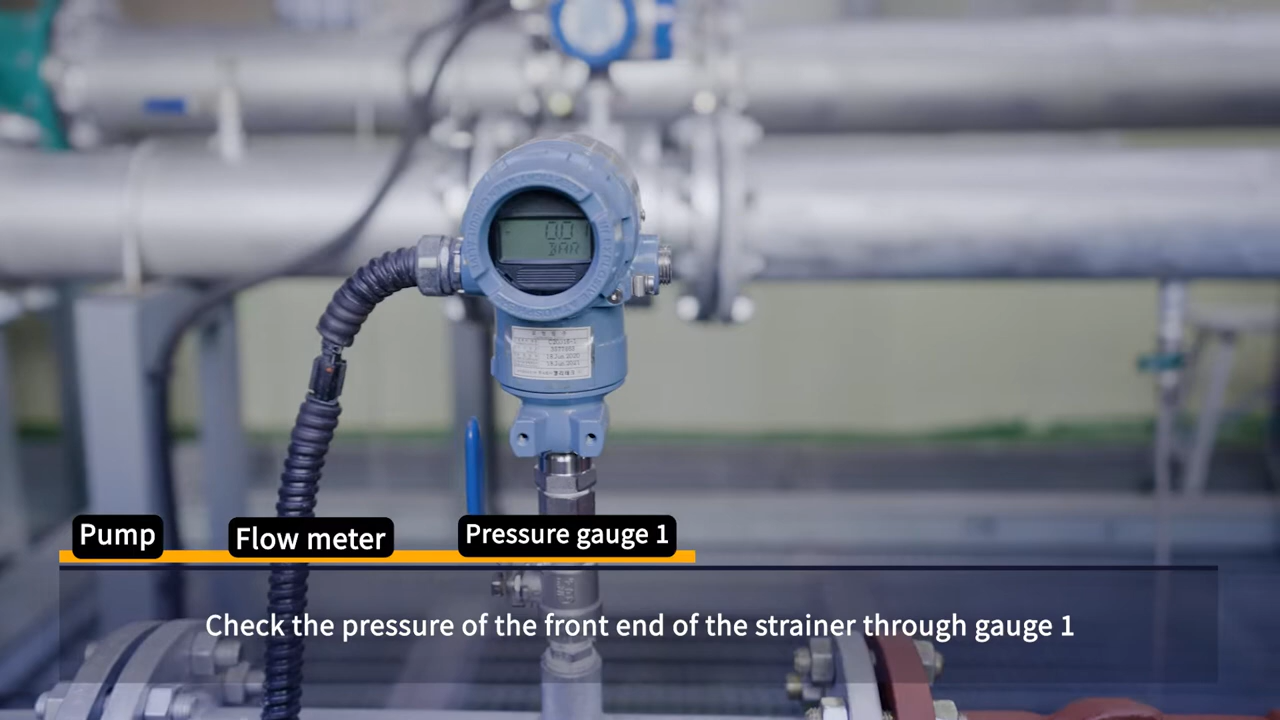 0.0
BAR
Pump
Flow meter
Pressure gauge 1
Check the pressure of the front end of the strainer through gauge 1